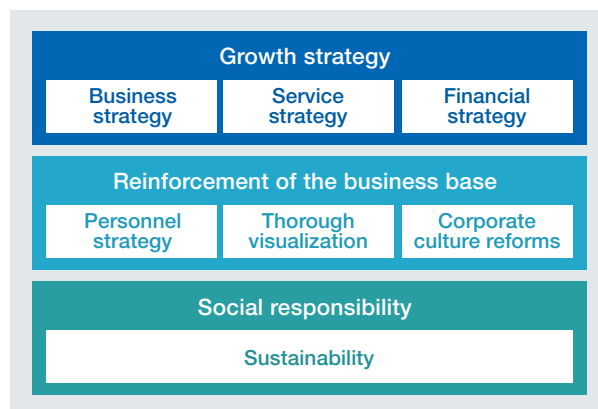 Growth strategy
Business
strategy
Service
strategy
Financial
strategy
Reinforcement of the business base
Personnel
strategy
Thorough
visualization
Corporate
culture reforms
Social responsibility
Sustainability